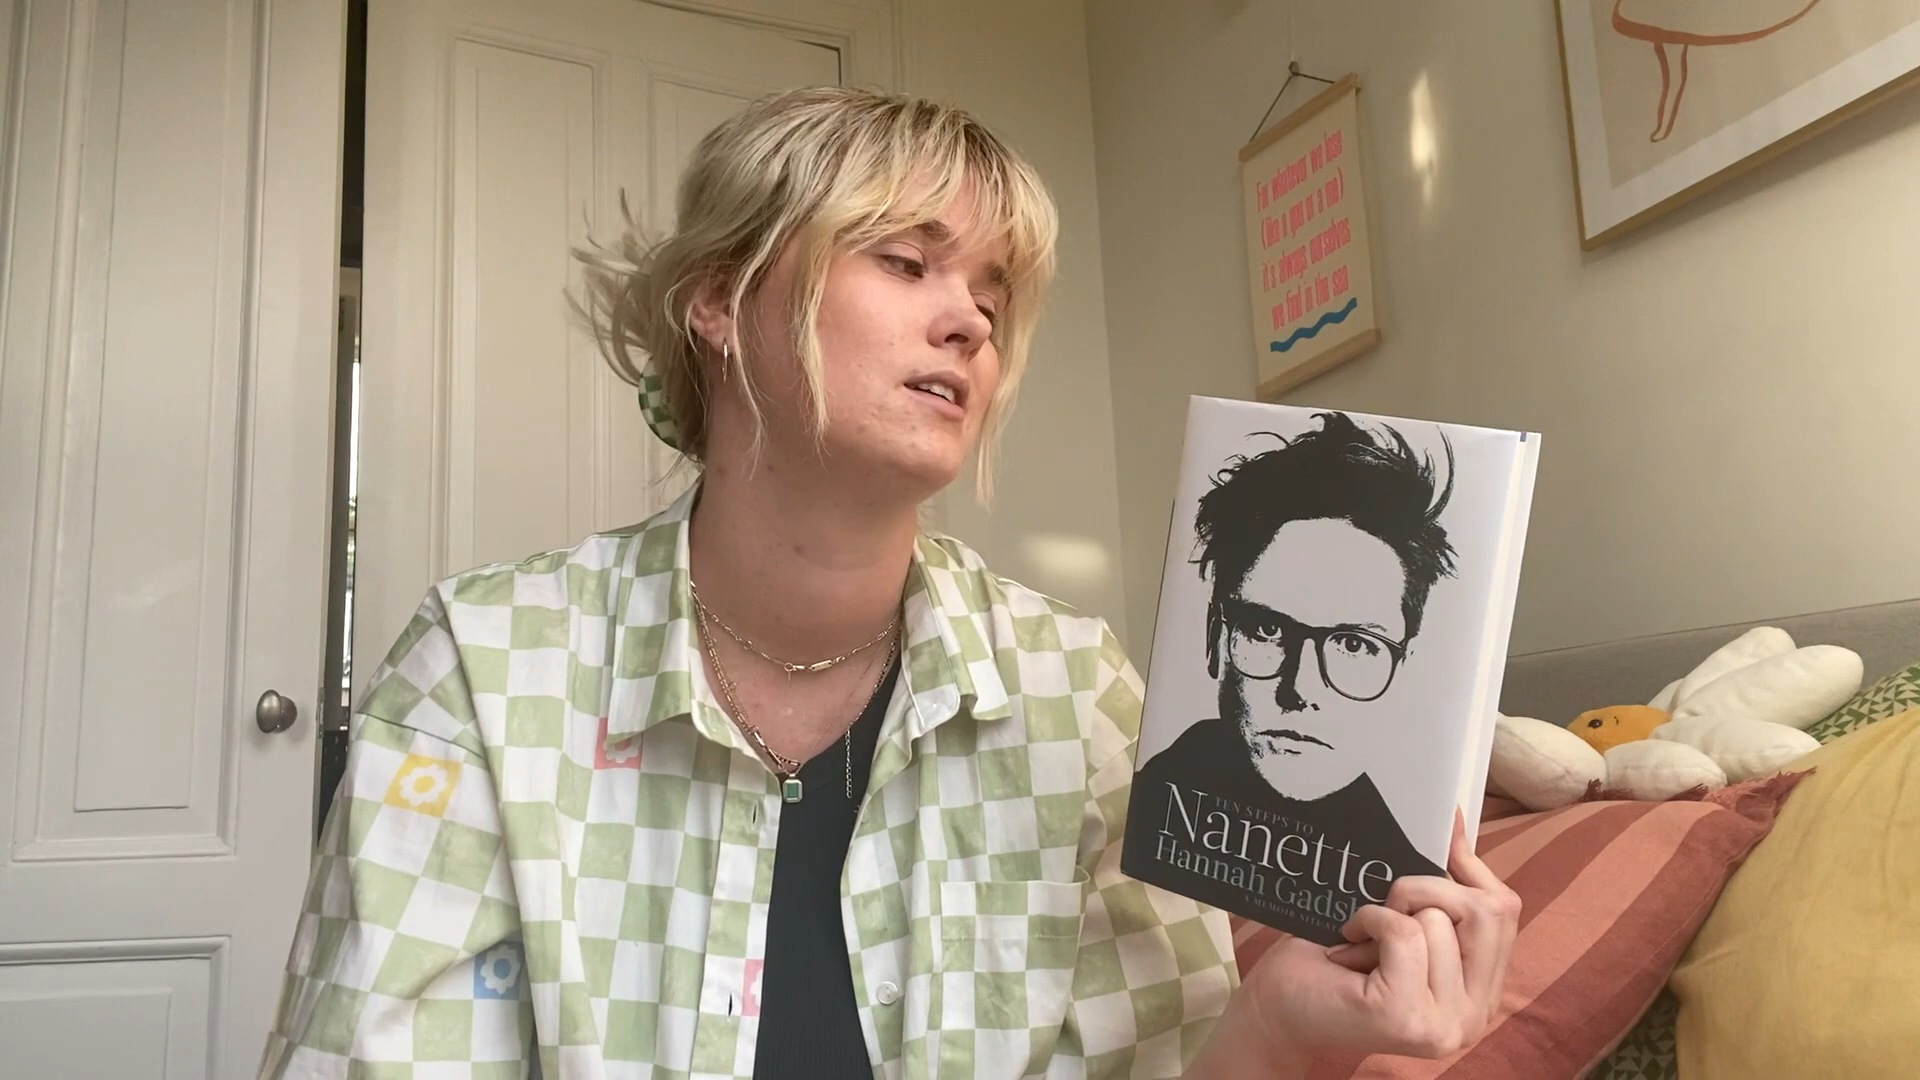 For whatever we lose
(like a you or a me)
it's always ourselves
we find in the sea
TEN STEPS TO
Nanette
Hannah
A MEMOIR